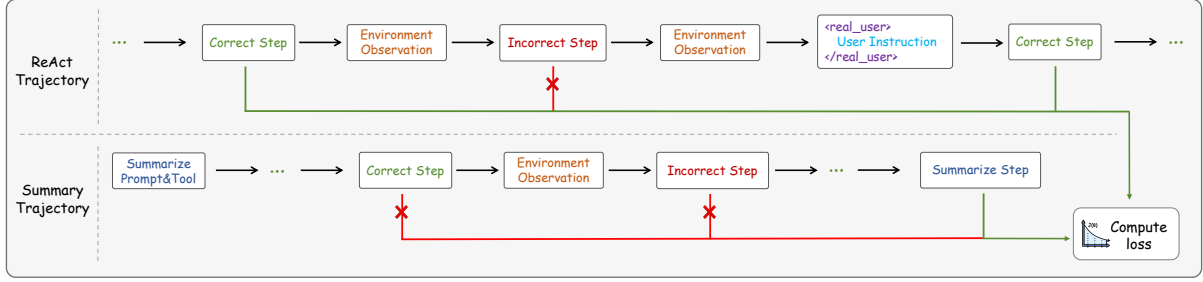 ReAct
Trajectory
...
Correct Step
Environment
Observation
Incorrect Step
Environment
Observation
<real_user>
User Instruction
</real_user>
Correct Step
...
Summary
Trajectory
Summarize
Prompt&Tool
...
Correct Step
Environment
Observation
Incorrect Step
...
Summarize Step
J(θ)
Compute
loss